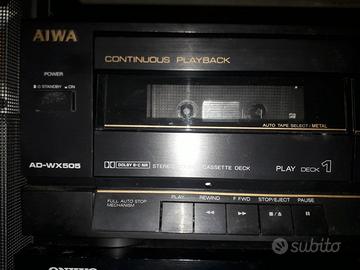 AIWA
CONTINUOUS PLAYBACK
POWER
STANDBY ON
AUTO TAPE SELECT/METAL
AD-WX505
DOLBY B-C NR STEREO CASSETTE DECK
PLAY DECK 1
FULL AUTO STOP
MECHANISM
PLAY REWIND F FWD STOP/EJECT PAUSE
subito
ONKYO